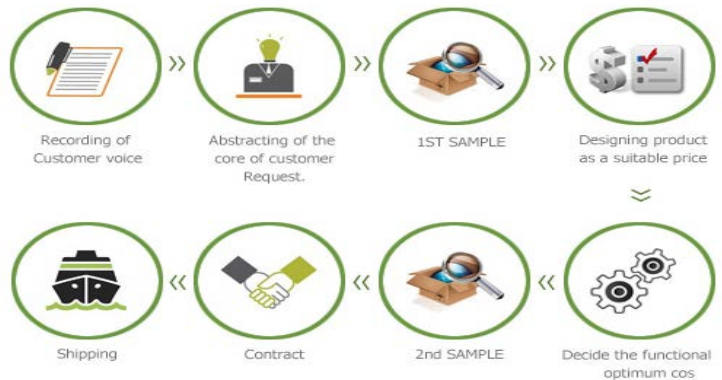 Recording of
Customer voice
Abstracting of the
core of customer
Request.
1ST SAMPLE
Designing product
as a suitable price
Shipping
Contract
2nd SAMPLE
Decide the functional
optimum cos